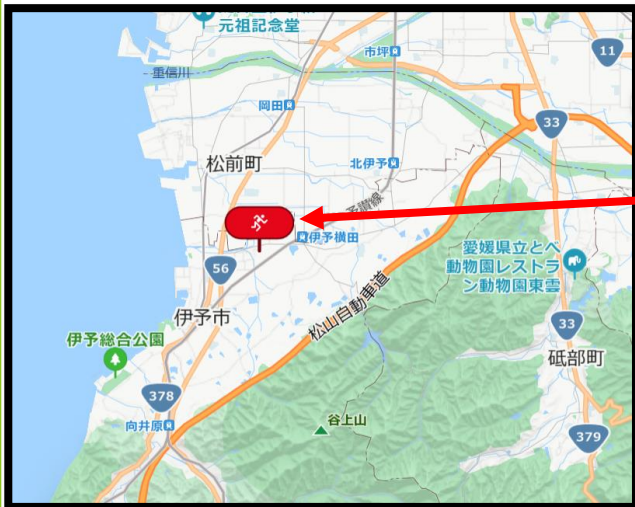 元祖記念堂
市坪
11
重信川
岡田
33
松前町
北伊予
予讃線
伊予横田
愛媛県立とべ
動物園レストラ
ン動物園東雲
56
松山自動車道
伊予市
33
伊予総合公園
砥部町
378
向井原
谷上山
379